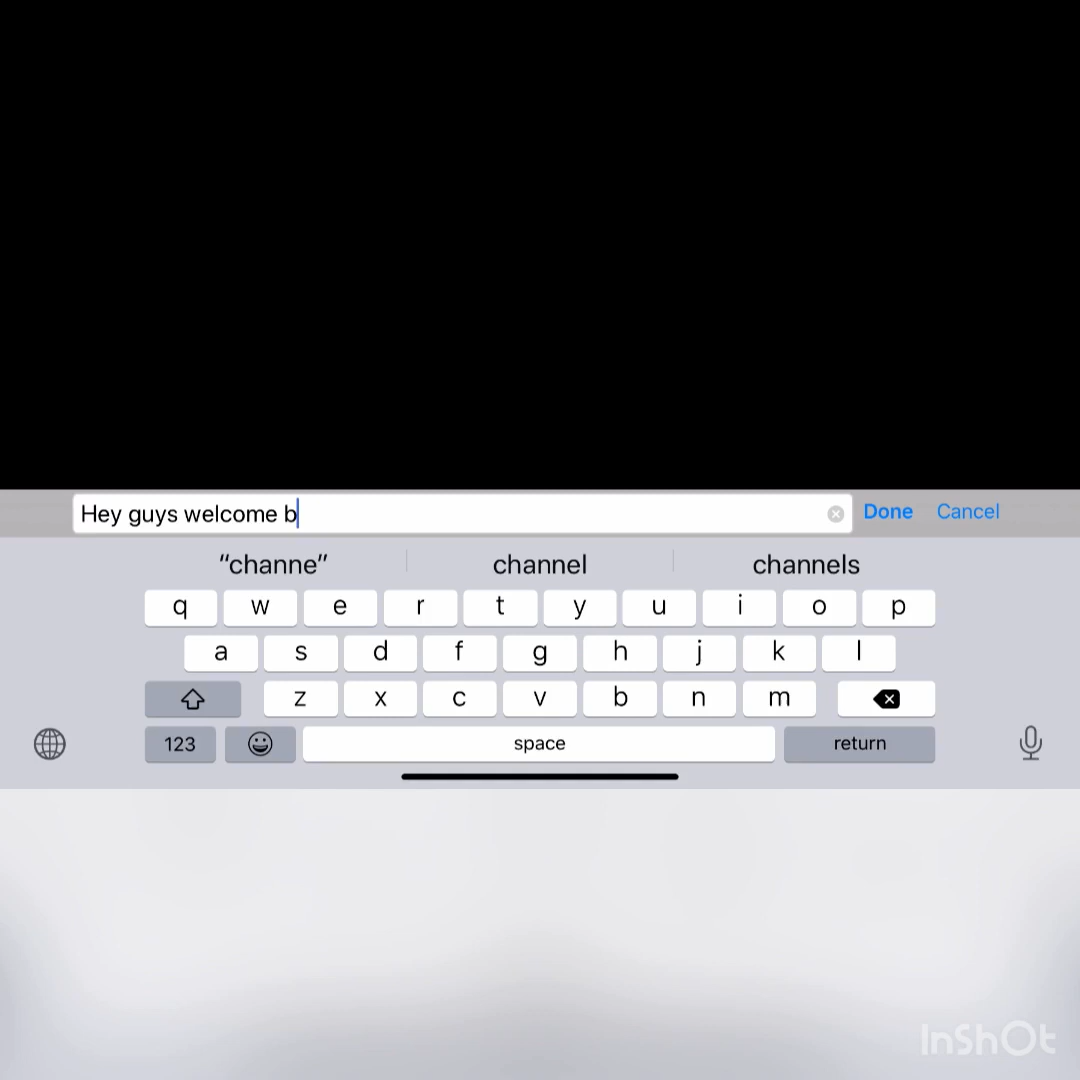 Hey guys welcome b Done Cancel
“channe” channel channels
q w e r t y u i o p
a s d f g h j k l
z x c v b n m
123 space return
InShOt